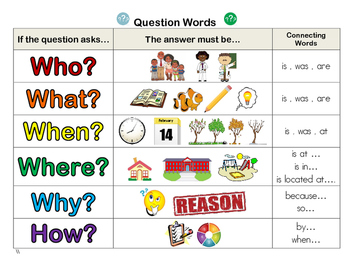 Question Words
If the question asks… The answer must be… Connecting
Words
Who? is , was , are
What? is , was , are
When? February
14 is , was , at
Where? is at…
is in…
is located at….
Why? REASON because…
so…
How? by…
when…